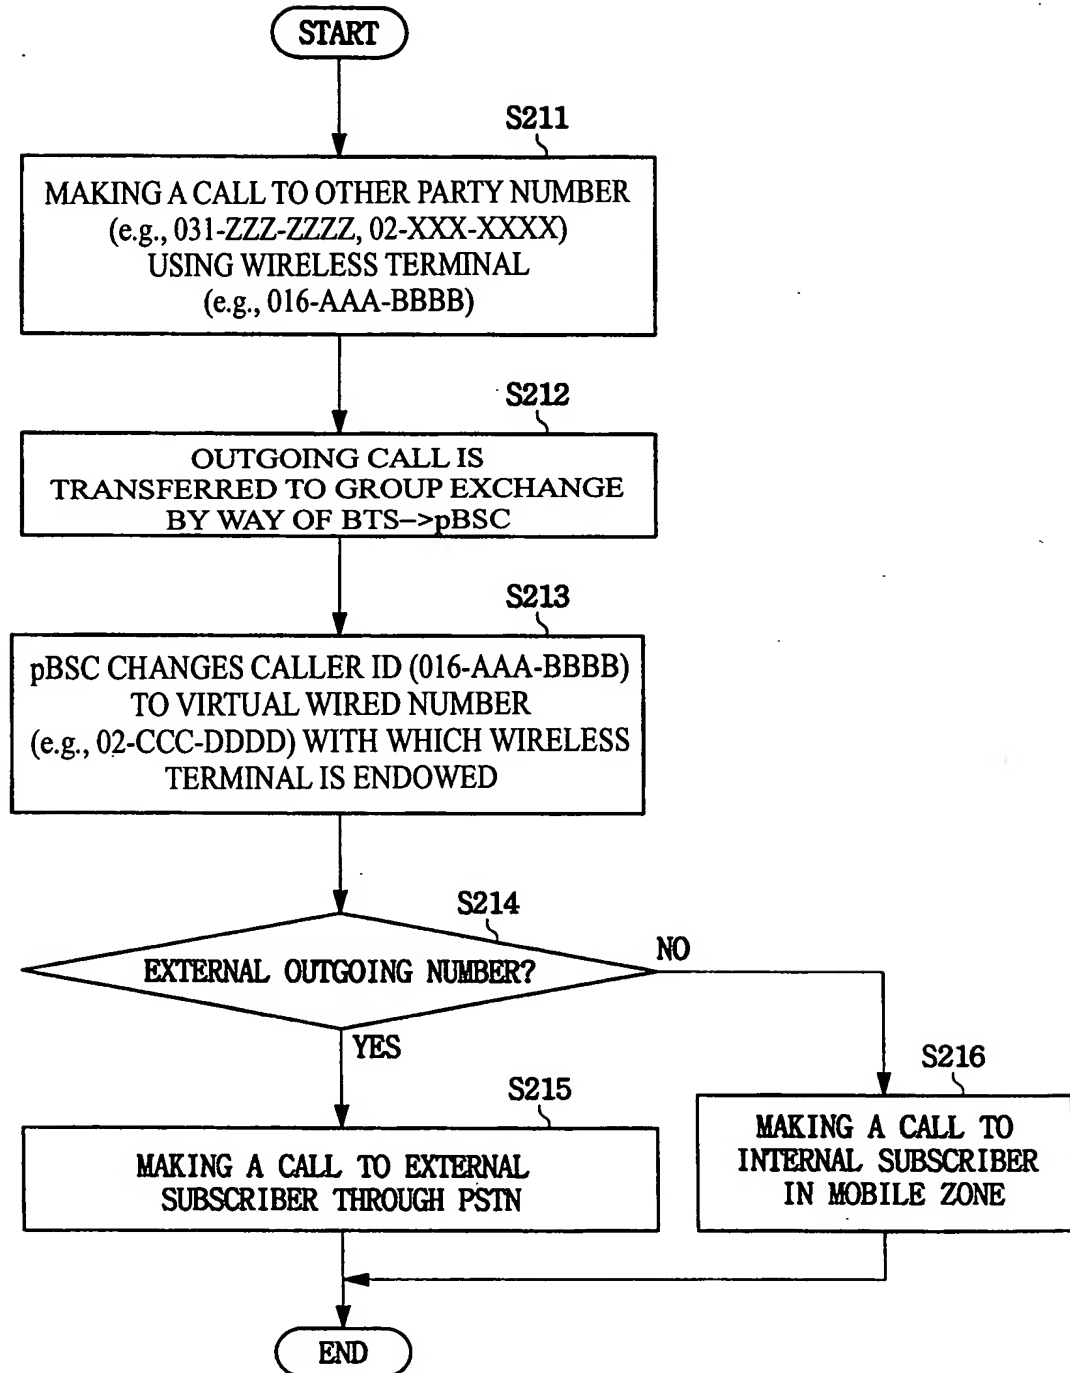 START
S211
MAKING A CALL TO OTHER PARTY NUMBER
(e.g., 031-ZZZ-ZZZZ, 02-XXX-XXXX)
USING WIRELESS TERMINAL
(e.g., 016-AAA-BBBB)
S212
OUTGOING CALL IS
TRANSFERRED TO GROUP EXCHANGE
BY WAY OF BTS->pBSC
S213
pBSC CHANGES CALLER ID (016-AAA-BBBB)
TO VIRTUAL WIRED NUMBER
(e.g., 02-CCC-DDDD) WITH WHICH WIRELESS
TERMINAL IS ENDOWED
S214
EXTERNAL OUTGOING NUMBER?
NO
YES
S215
MAKING A CALL TO EXTERNAL
SUBSCRIBER THROUGH PSTN
S216
MAKING A CALL TO
INTERNAL SUBSCRIBER
IN MOBILE ZONE
END